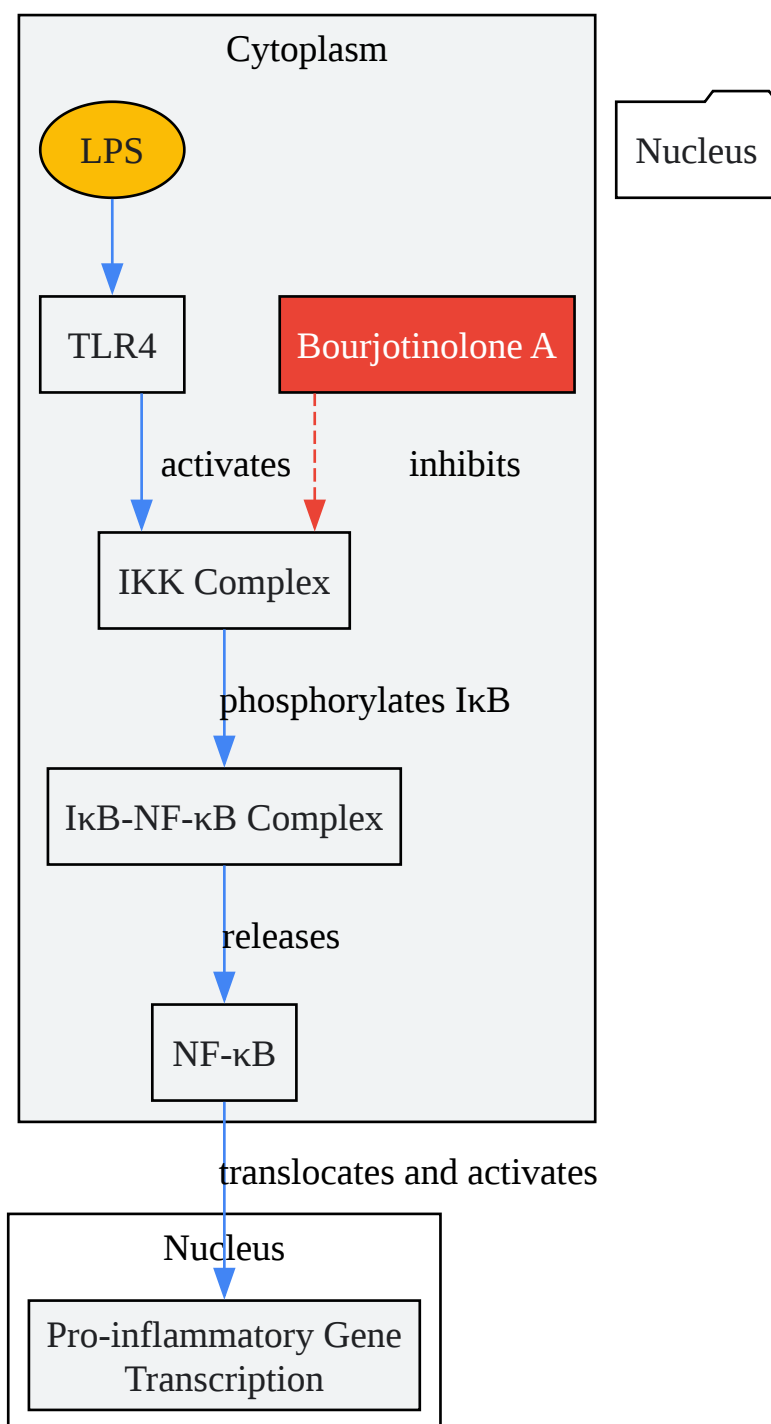 Cytoplasm
LPS
Nucleus
TLR4
Bourjotinolone A
activates
inhibits
IKK Complex
phosphorylates IκB
IκB-NF-κB Complex
releases
NF-κB
translocates and activates
Nucleus
Pro-inflammatory Gene
Transcription